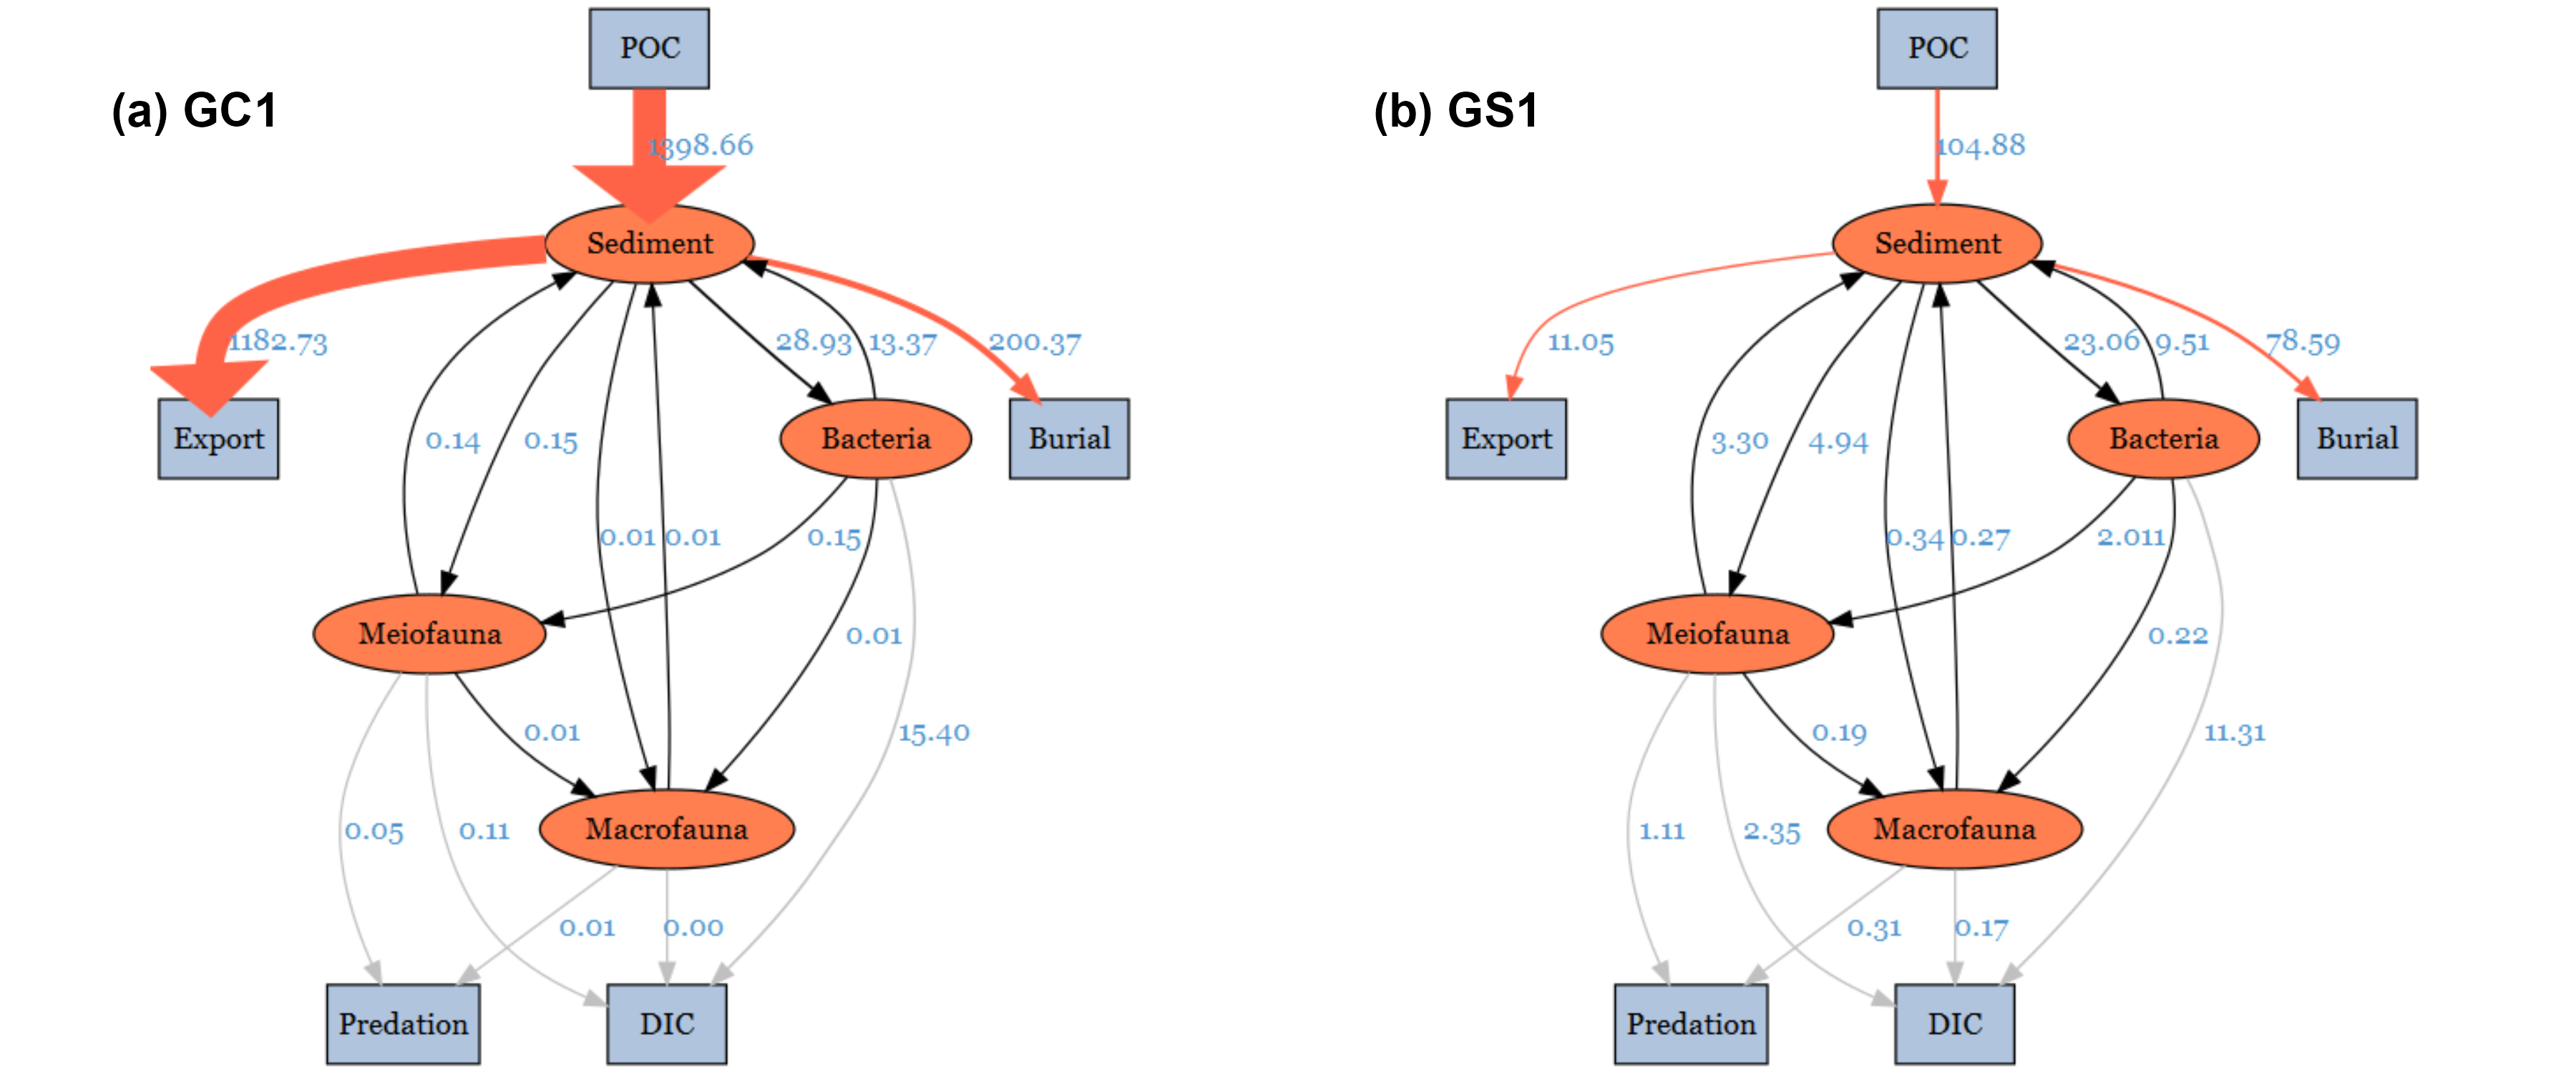 POC
(a) GC1
1398.66
Sediment
1182.73
28.93
13.37
200.37
Export
0.14
0.15
Bacteria
Burial
0.01
0.01
0.15
Meiofauna
0.01
0.01
15.40
0.05
0.11
Macrofauna
0.01
0.00
Predation
DIC
POC
(b) GS1
104.88
Sediment
11.05
23.06
9.51
78.59
Export
3.30
4.94
Bacteria
Burial
0.34
0.27
2.011
Meiofauna
0.22
0.19
11.31
1.11
2.35
Macrofauna
0.31
0.17
Predation
DIC